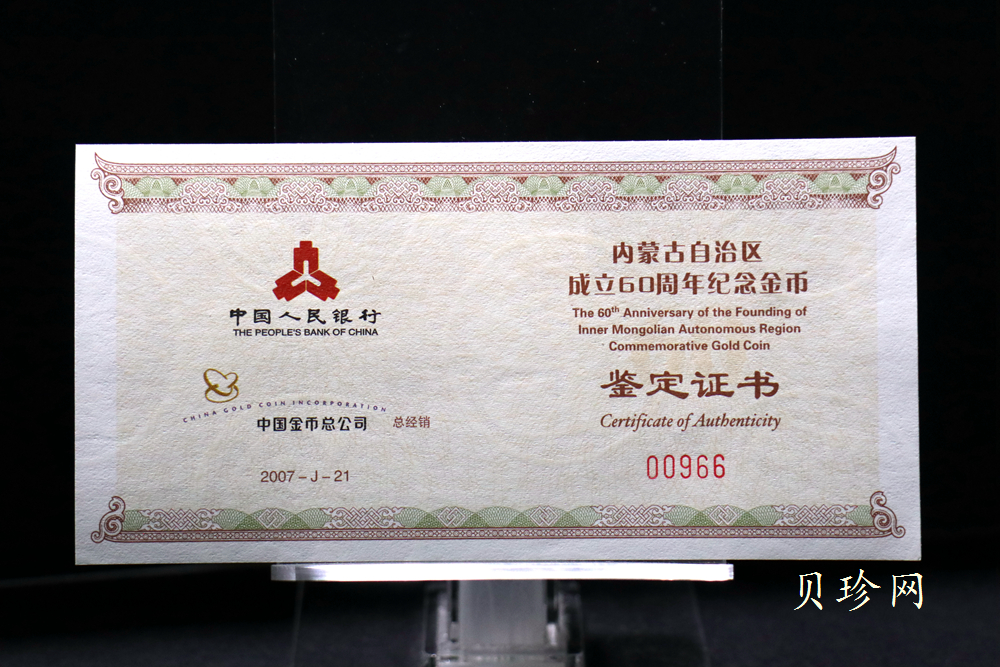 中国人民银行
THE PEOPLE'S BANK OF CHINA
CHINA GOLD COIN INCORPORATION
中国金币总公司 总经销
2007-J-21
内蒙古自治区
成立60周年纪念金币
The 60th Anniversary of the Founding of
Inner Mongolian Autonomous Region
Commemorative Gold Coin
鉴定证书
Certificate of Authenticity
00966
贝珍网